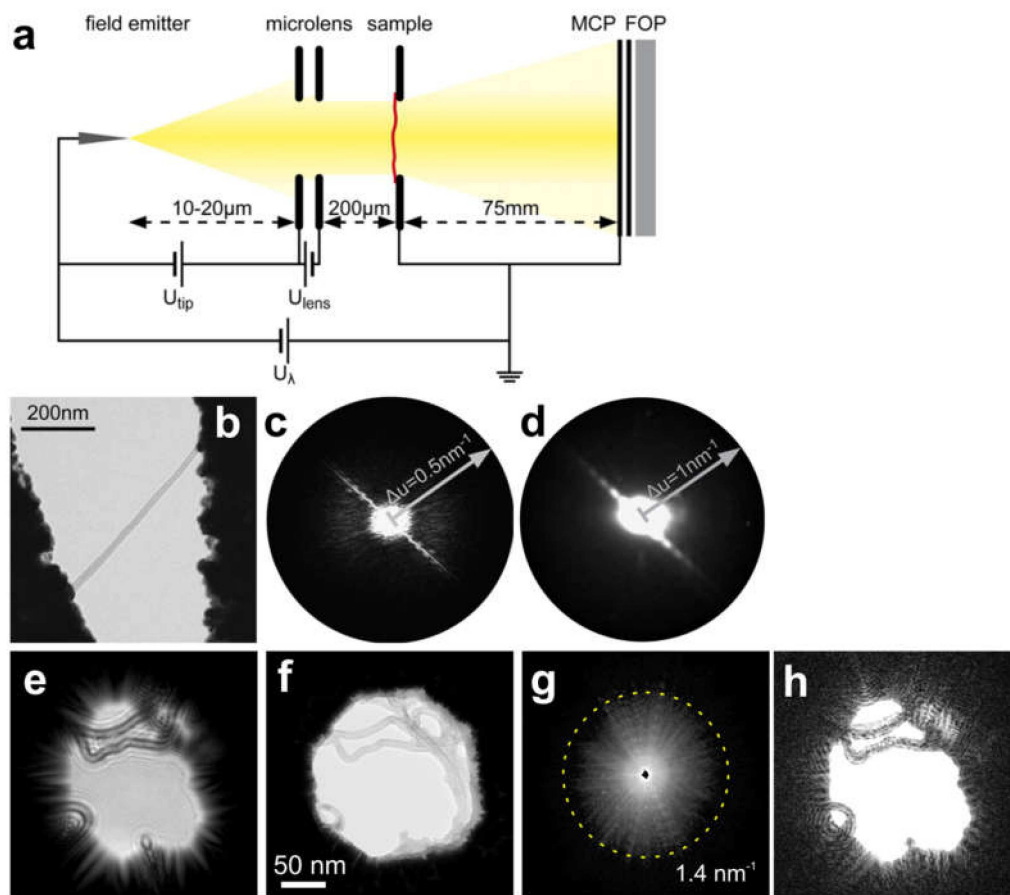 a
field emitter
microlens
sample
MCP FOP
10-20µm
200µm
75mm
U_tip
U_lens
U_λ
b
200nm
c
Δu=0.5nm⁻¹
d
Δu=1nm⁻¹
e
f
50 nm
g
1.4 nm⁻¹
h